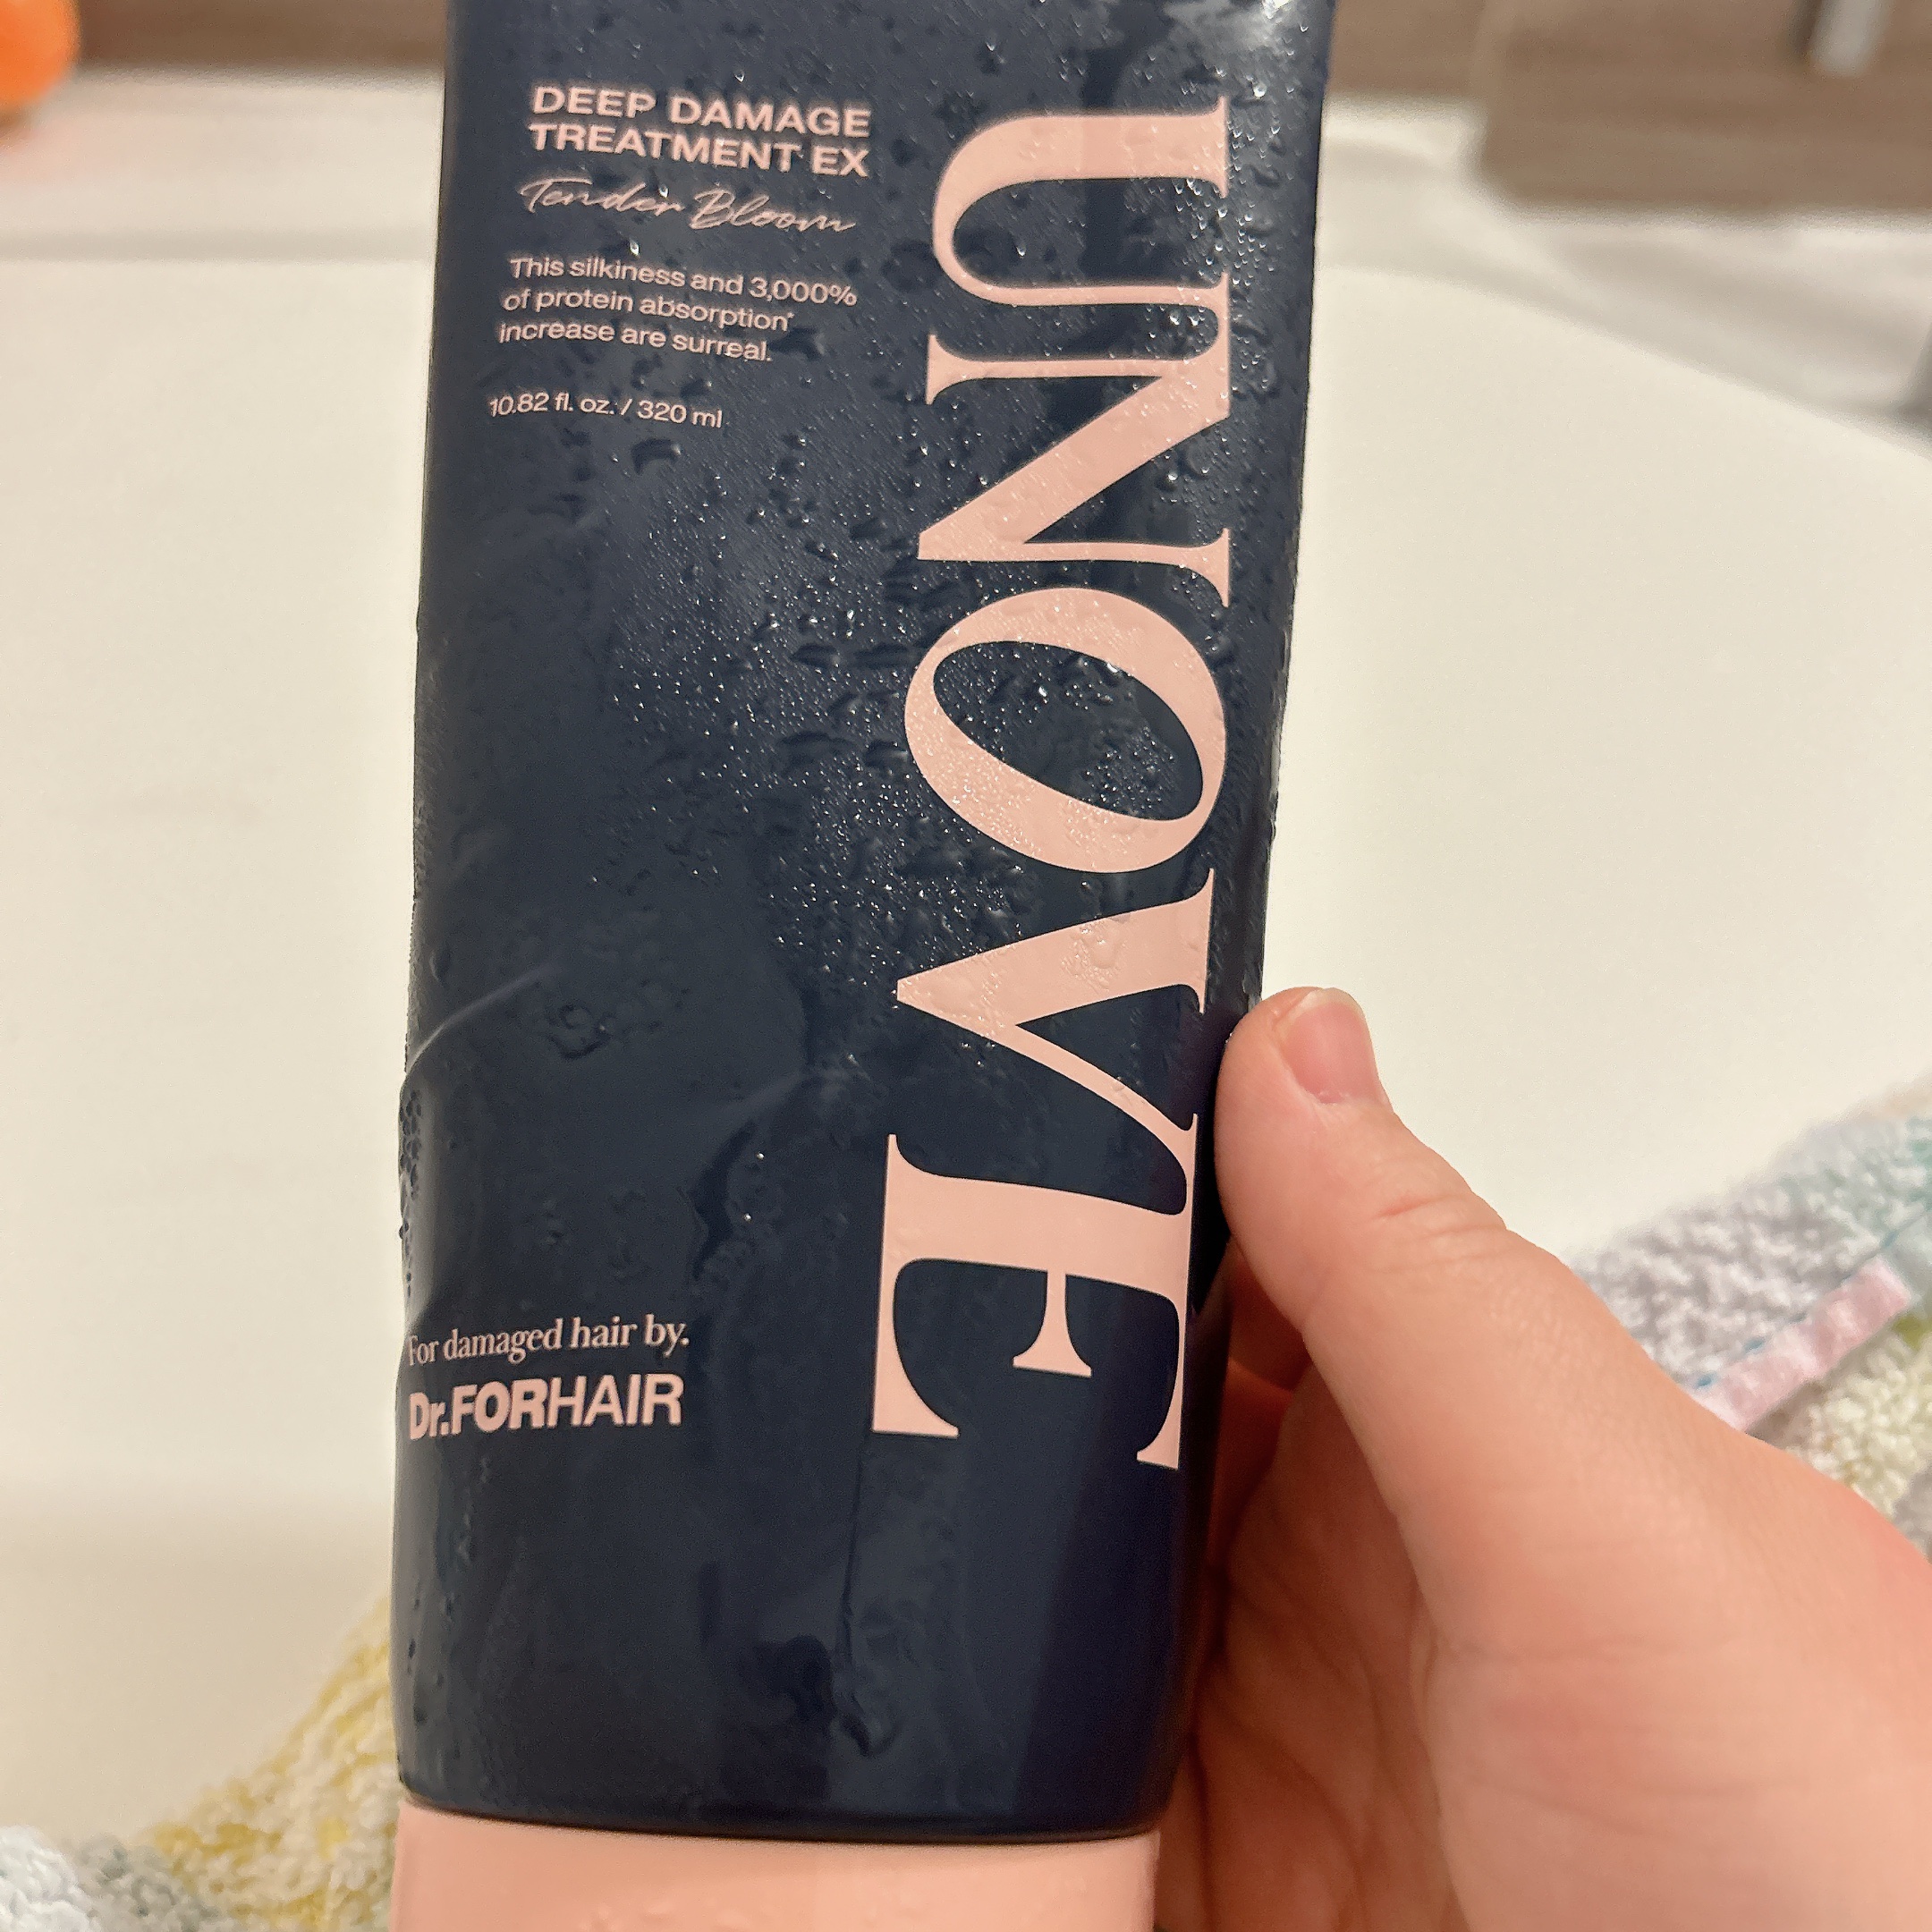 DEEP DAMAGE
TREATMENT EX
Tender Bloom
This silkiness and 3,000%
of protein absorption*
increase are surreal.
10.82 fl. oz. / 320 ml
UNOVE
For damaged hair by.
Dr.FORHAIR